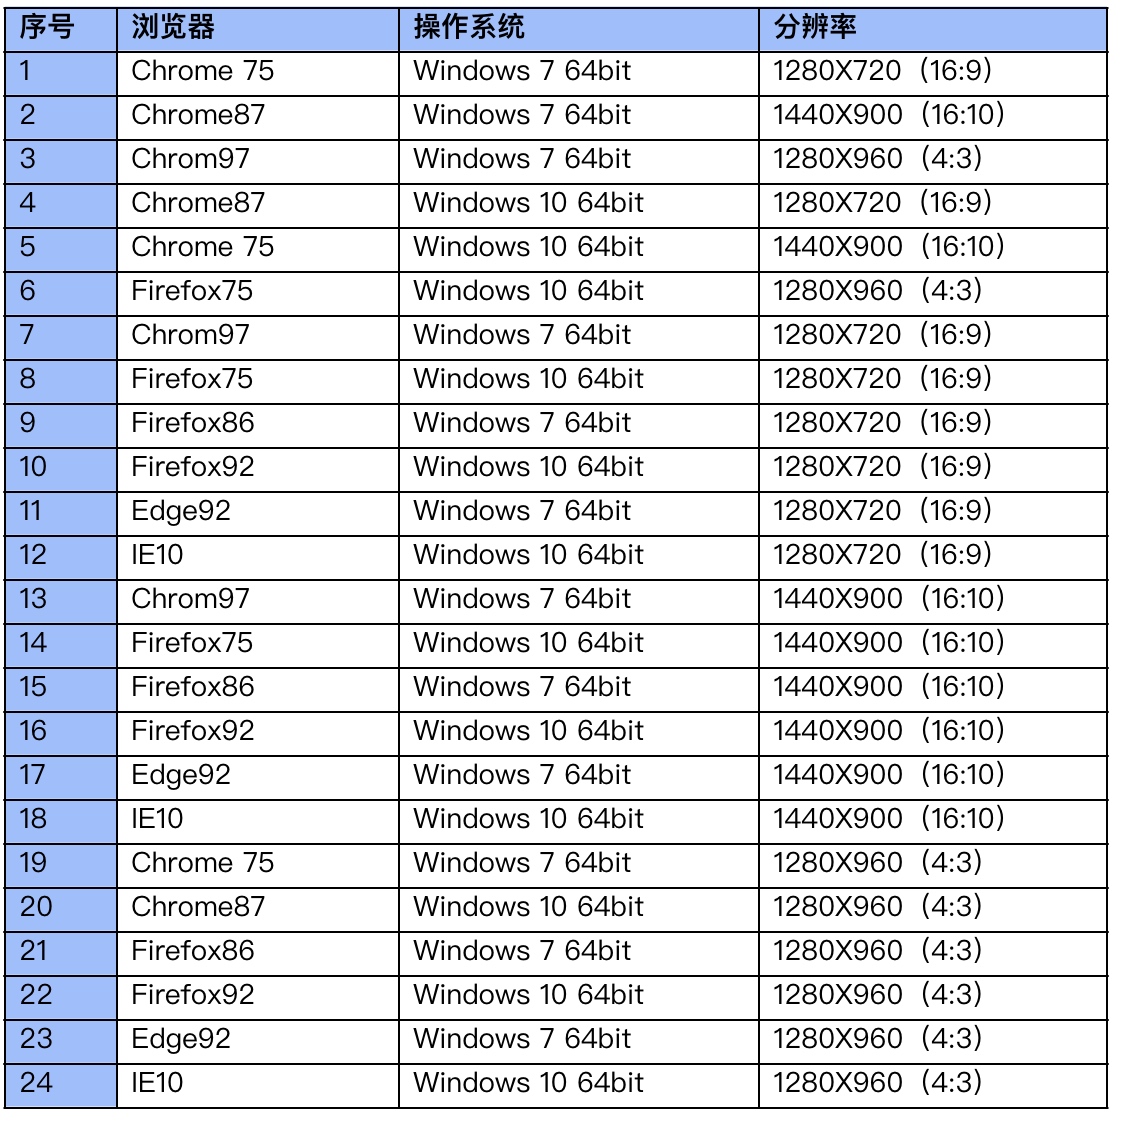 序号 浏览器 操作系统 分辨率
1 Chrome 75 Windows 7 64bit 1280X720（16:9）
2 Chrome87 Windows 7 64bit 1440X900（16:10）
3 Chrom97 Windows 7 64bit 1280X960（4:3）
4 Chrome87 Windows 10 64bit 1280X720（16:9）
5 Chrome 75 Windows 10 64bit 1440X900（16:10）
6 Firefox75 Windows 10 64bit 1280X960（4:3）
7 Chrom97 Windows 7 64bit 1280X720（16:9）
8 Firefox75 Windows 10 64bit 1280X720（16:9）
9 Firefox86 Windows 7 64bit 1280X720（16:9）
10 Firefox92 Windows 10 64bit 1280X720（16:9）
11 Edge92 Windows 7 64bit 1280X720（16:9）
12 IE10 Windows 10 64bit 1280X720（16:9）
13 Chrom97 Windows 7 64bit 1440X900（16:10）
14 Firefox75 Windows 10 64bit 1440X900（16:10）
15 Firefox86 Windows 7 64bit 1440X900（16:10）
16 Firefox92 Windows 10 64bit 1440X900（16:10）
17 Edge92 Windows 7 64bit 1440X900（16:10）
18 IE10 Windows 10 64bit 1440X900（16:10）
19 Chrome 75 Windows 7 64bit 1280X960（4:3）
20 Chrome87 Windows 10 64bit 1280X960（4:3）
21 Firefox86 Windows 7 64bit 1280X960（4:3）
22 Firefox92 Windows 10 64bit 1280X960（4:3）
23 Edge92 Windows 7 64bit 1280X960（4:3）
24 IE10 Windows 10 64bit 1280X960（4:3）